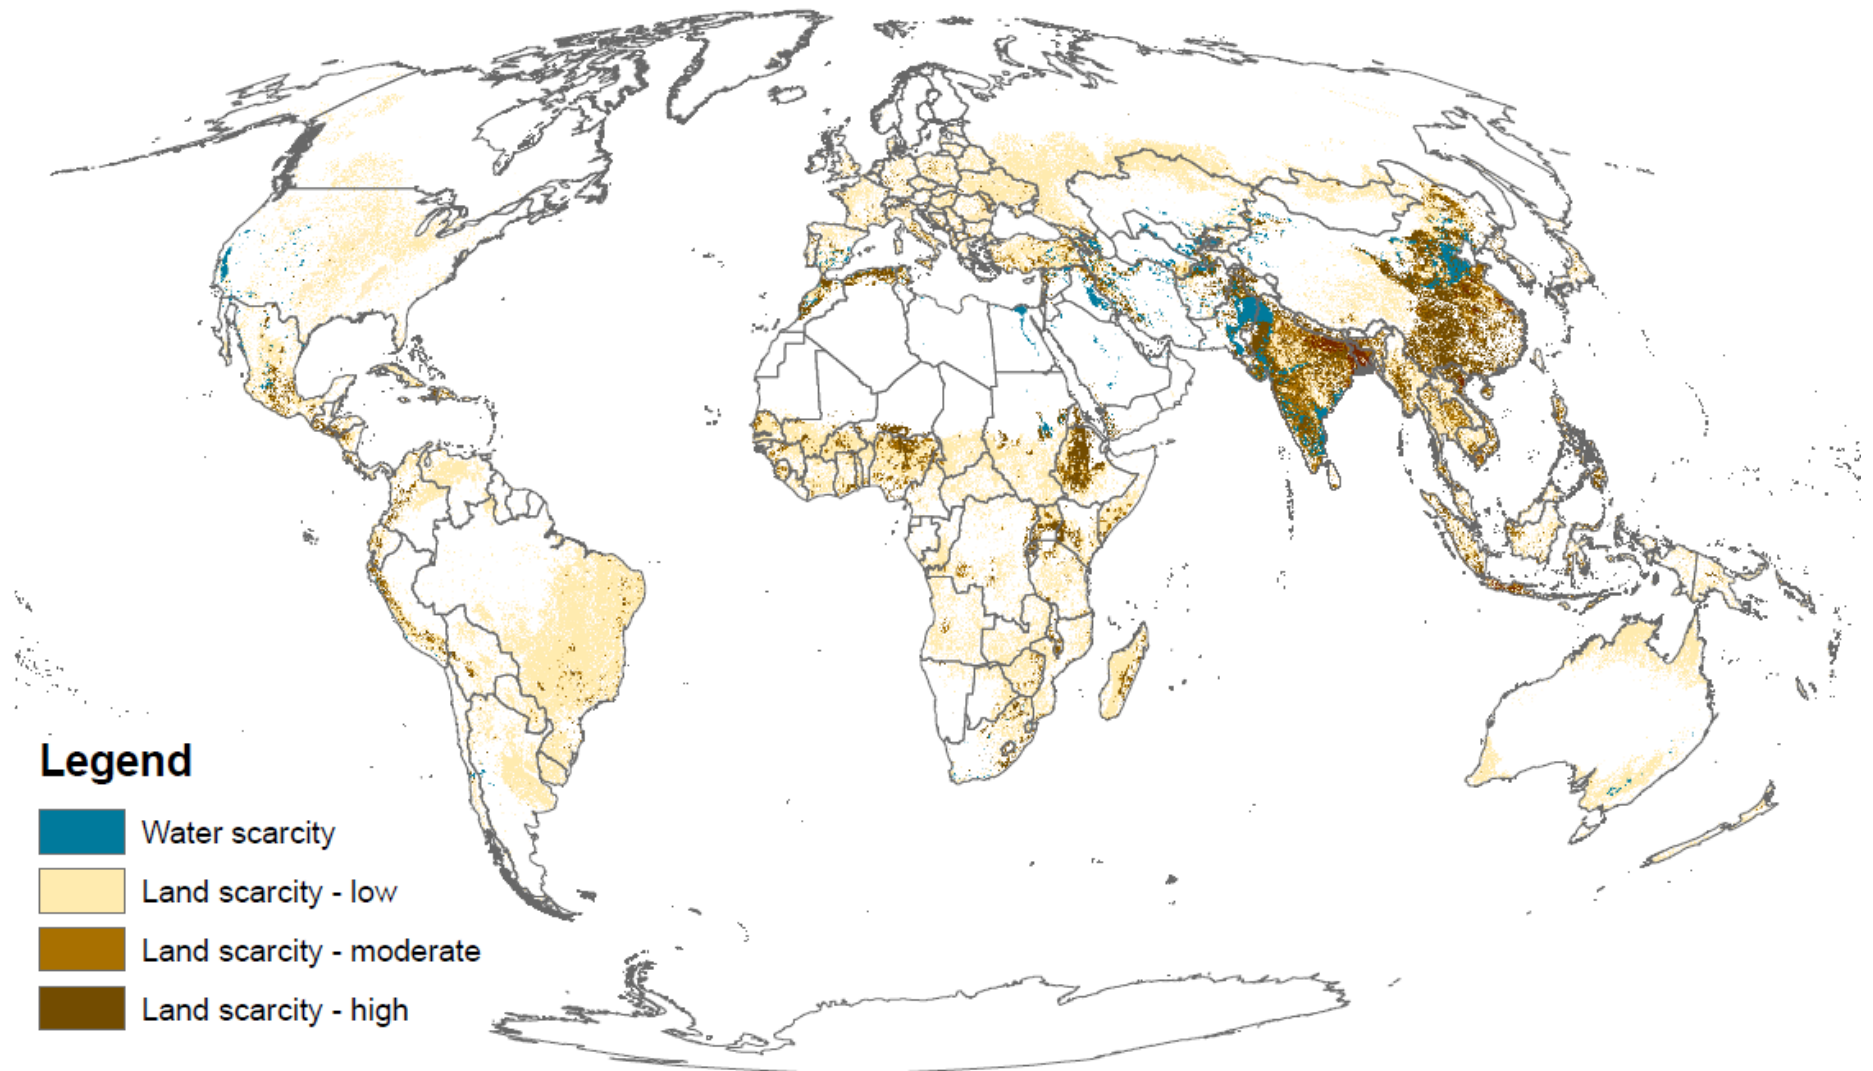 Legend
Water scarcity
Land scarcity - low
Land scarcity - moderate
Land scarcity - high